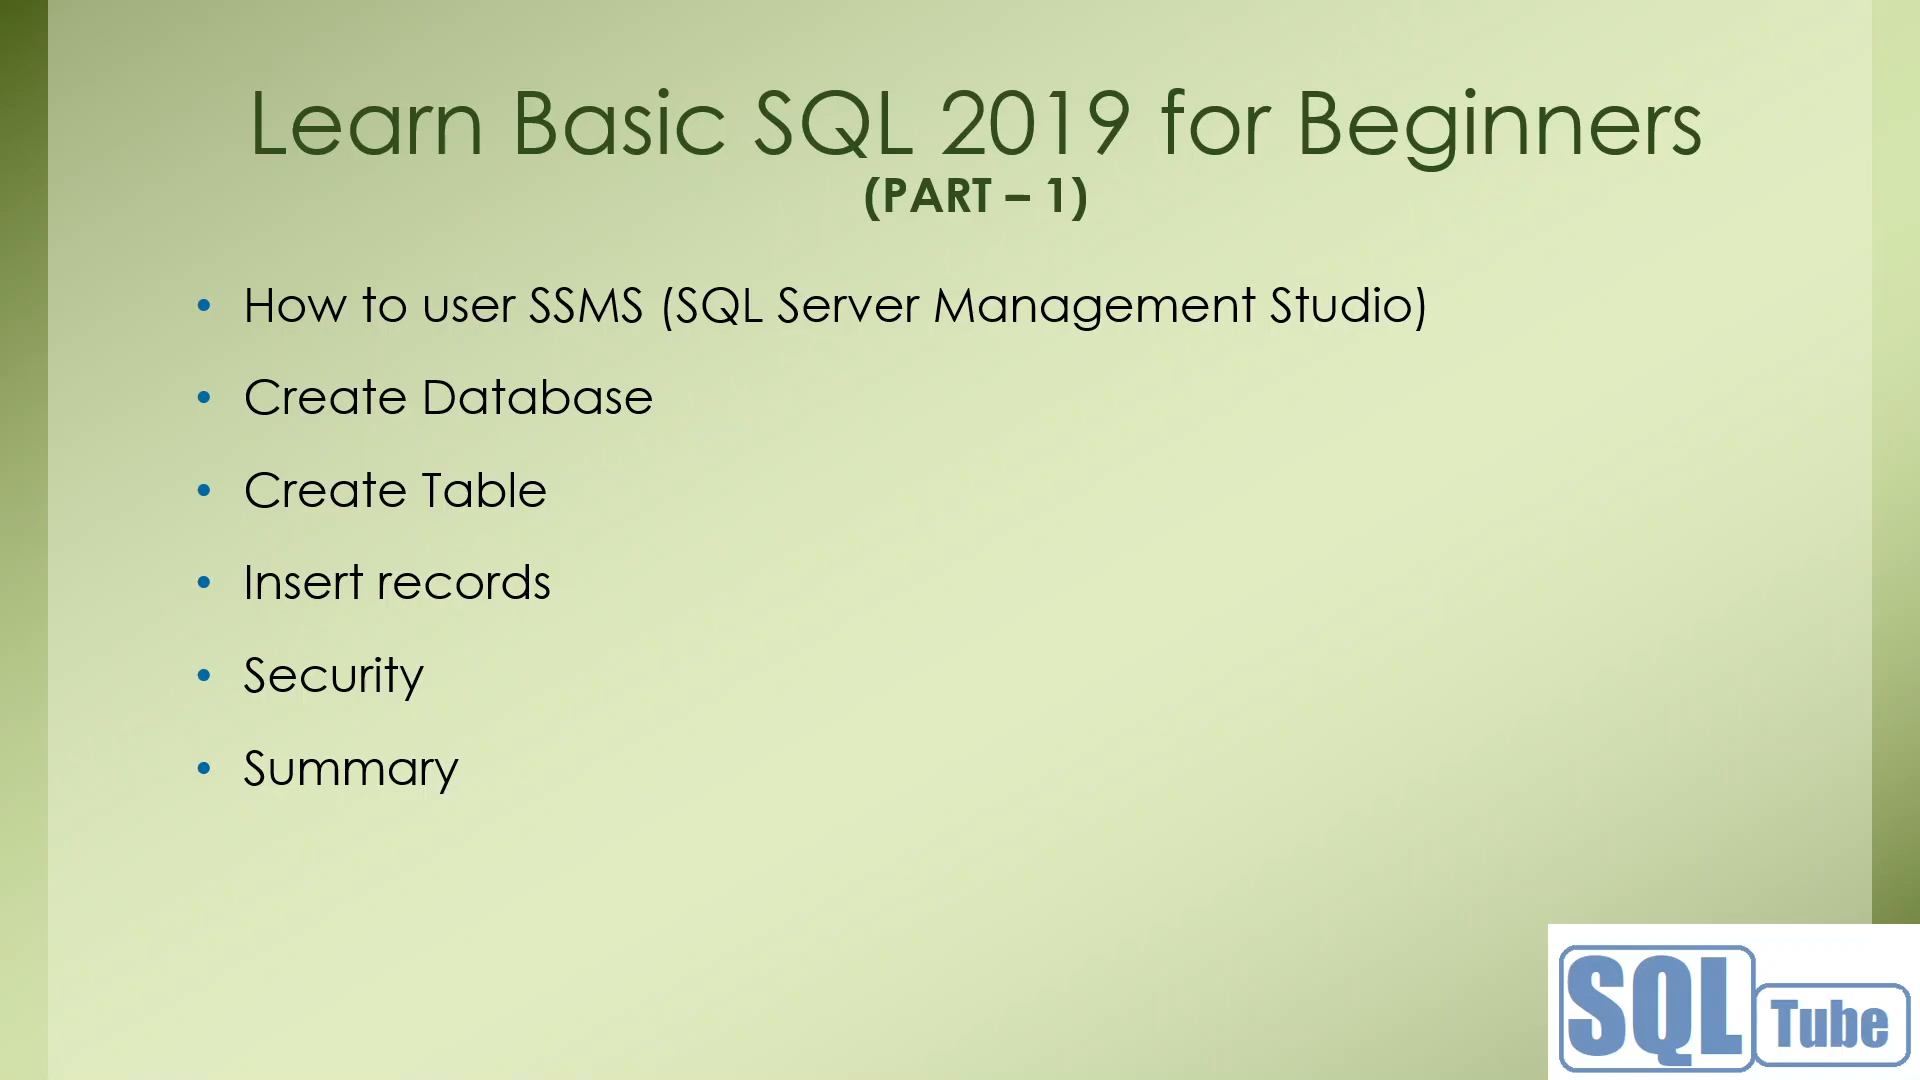 Learn Basic SQL 2019 for Beginners
(PART – 1)
• How to user SSMS (SQL Server Management Studio)
• Create Database
• Create Table
• Insert records
• Security
• Summary
SQL Tube